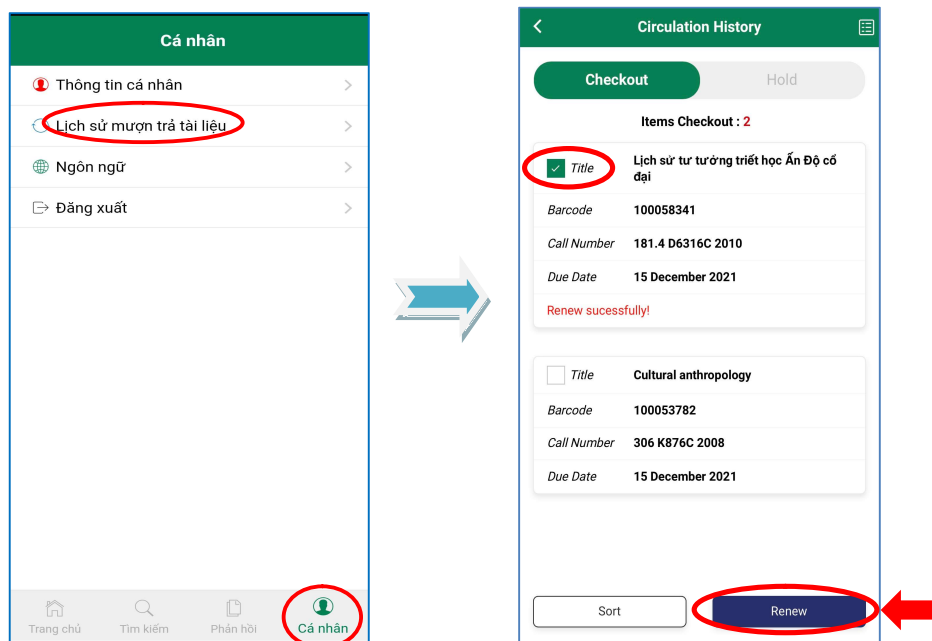 Cá nhân
Thông tin cá nhân
Lịch sử mượn trả tài liệu
Ngôn ngữ
Đăng xuất
Trang chủ
Tìm kiếm
Phản hồi
Cá nhân
Circulation History
Checkout
Hold
Items Checkout : 2
Title Lịch sử tư tướng triết học Ấn Độ cố
đại
Barcode 100058341
Call Number 181.4 D6316C 2010
Due Date 15 December 2021
Renew sucessfully!
Title Cultural anthropology
Barcode 100053782
Call Number 306 K876C 2008
Due Date 15 December 2021
Sort
Renew